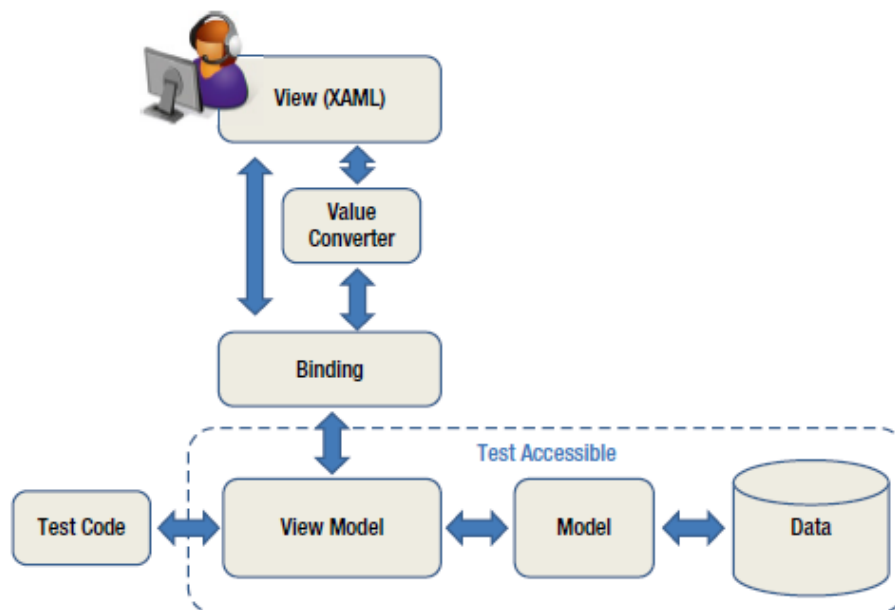 View (XAML)
Value
Converter
Binding
Test Accessible
Test Code
View Model
Model
Data